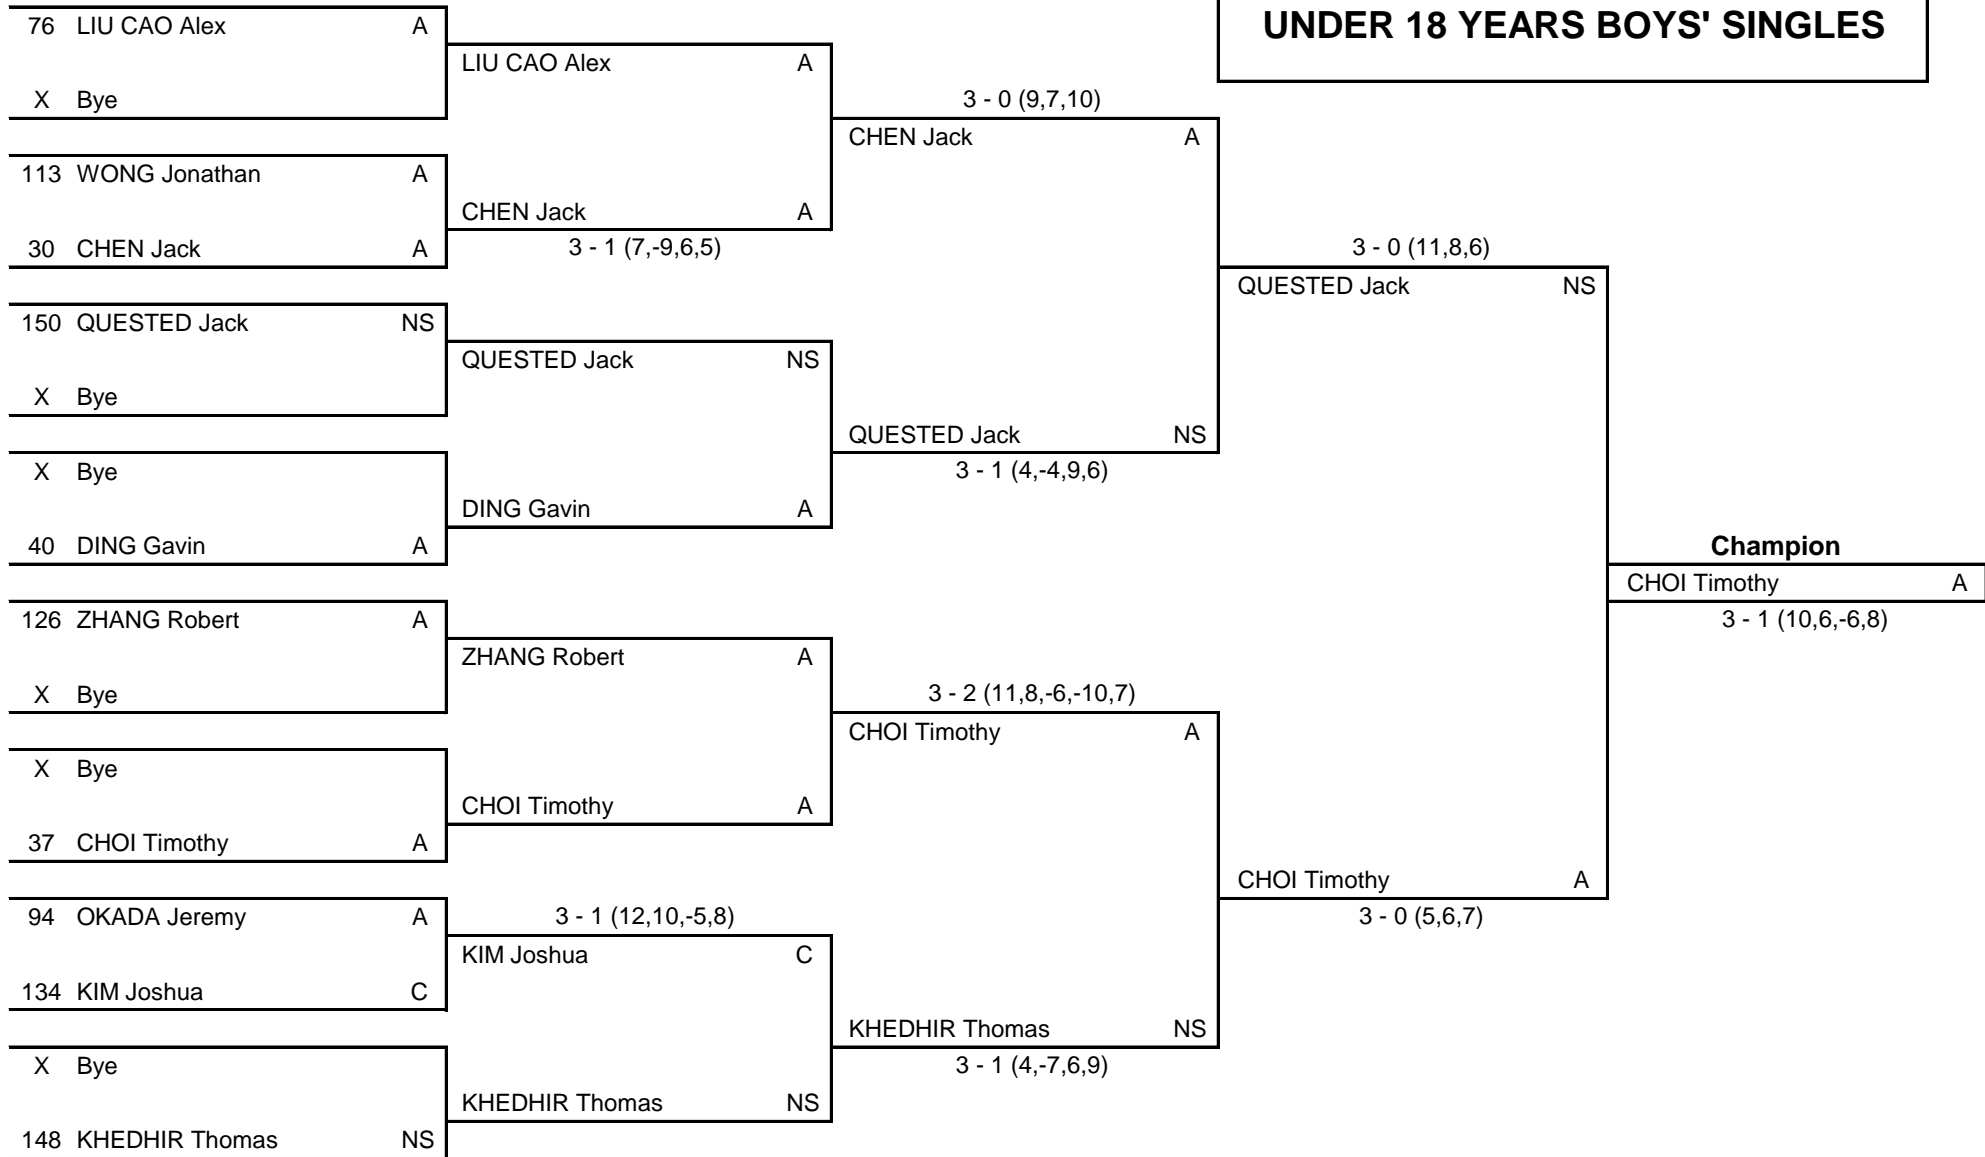 UNDER 18 YEARS BOYS' SINGLES
76 LIU CAO Alex A
X Bye
113 WONG Jonathan A
30 CHEN Jack A
150 QUESTED Jack NS
X Bye
X Bye
40 DING Gavin A
126 ZHANG Robert A
X Bye
X Bye
37 CHOI Timothy A
94 OKADA Jeremy A
134 KIM Joshua C
X Bye
148 KHEDHIR Thomas NS
LIU CAO Alex A
CHEN Jack A
3 - 1 (7,-9,6,5)
QUESTED Jack NS
DING Gavin A
ZHANG Robert A
CHOI Timothy A
3 - 1 (12,10,-5,8)
KIM Joshua C
KHEDHIR Thomas NS
3 - 0 (9,7,10)
CHEN Jack A
QUESTED Jack NS
3 - 1 (4,-4,9,6)
3 - 2 (11,8,-6,-10,7)
CHOI Timothy A
KHEDHIR Thomas NS
3 - 1 (4,-7,6,9)
3 - 0 (11,8,6)
QUESTED Jack NS
CHOI Timothy A
3 - 0 (5,6,7)
Champion
CHOI Timothy A
3 - 1 (10,6,-6,8)